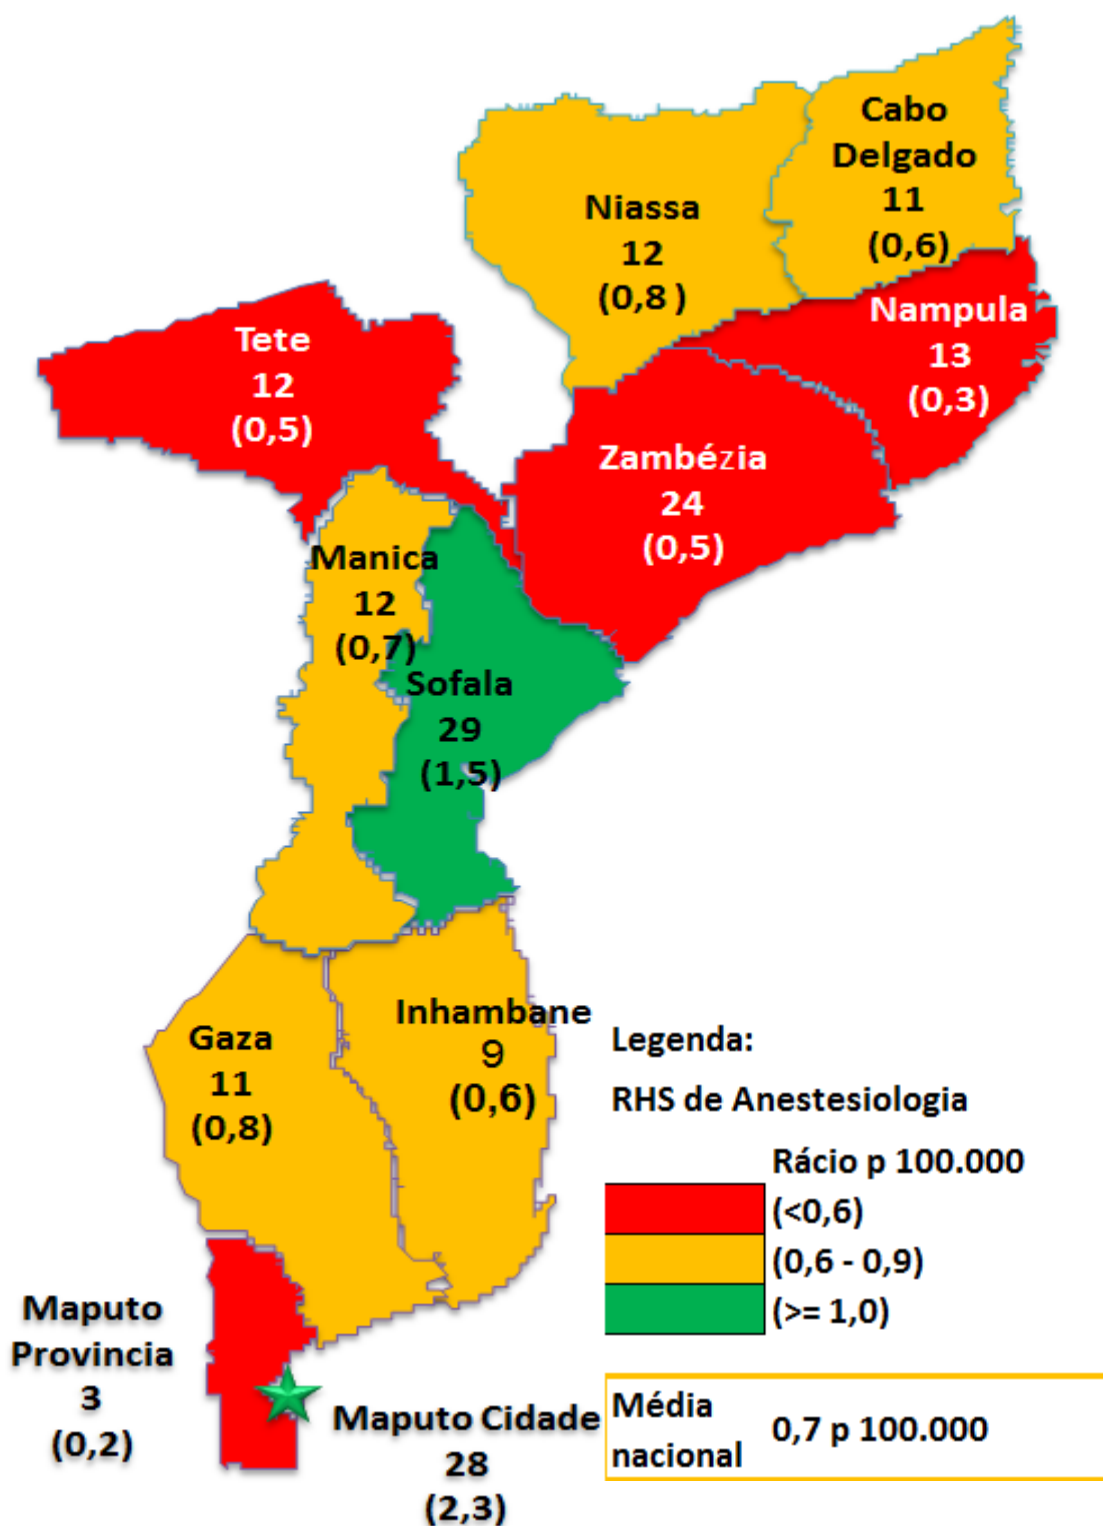 Cabo
Delgado
11
(0,6)
Niassa
12
(0,8 )
Nampula
13
(0,3)
Tete
12
(0,5)
Zambézia
24
(0,5)
Manica
12
(0,7)
Sofala
29
(1,5)
Inhambane
9
(0,6)
Gaza
11
(0,8)
Legenda:
RHS de Anestesiologia
Rácio p 100.000
(<0,6)
(0,6 - 0,9)
(>= 1,0)
Maputo
Provincia
3
(0,2)
Maputo Cidade
28
(2,3)
Média
nacional
0,7 p 100.000